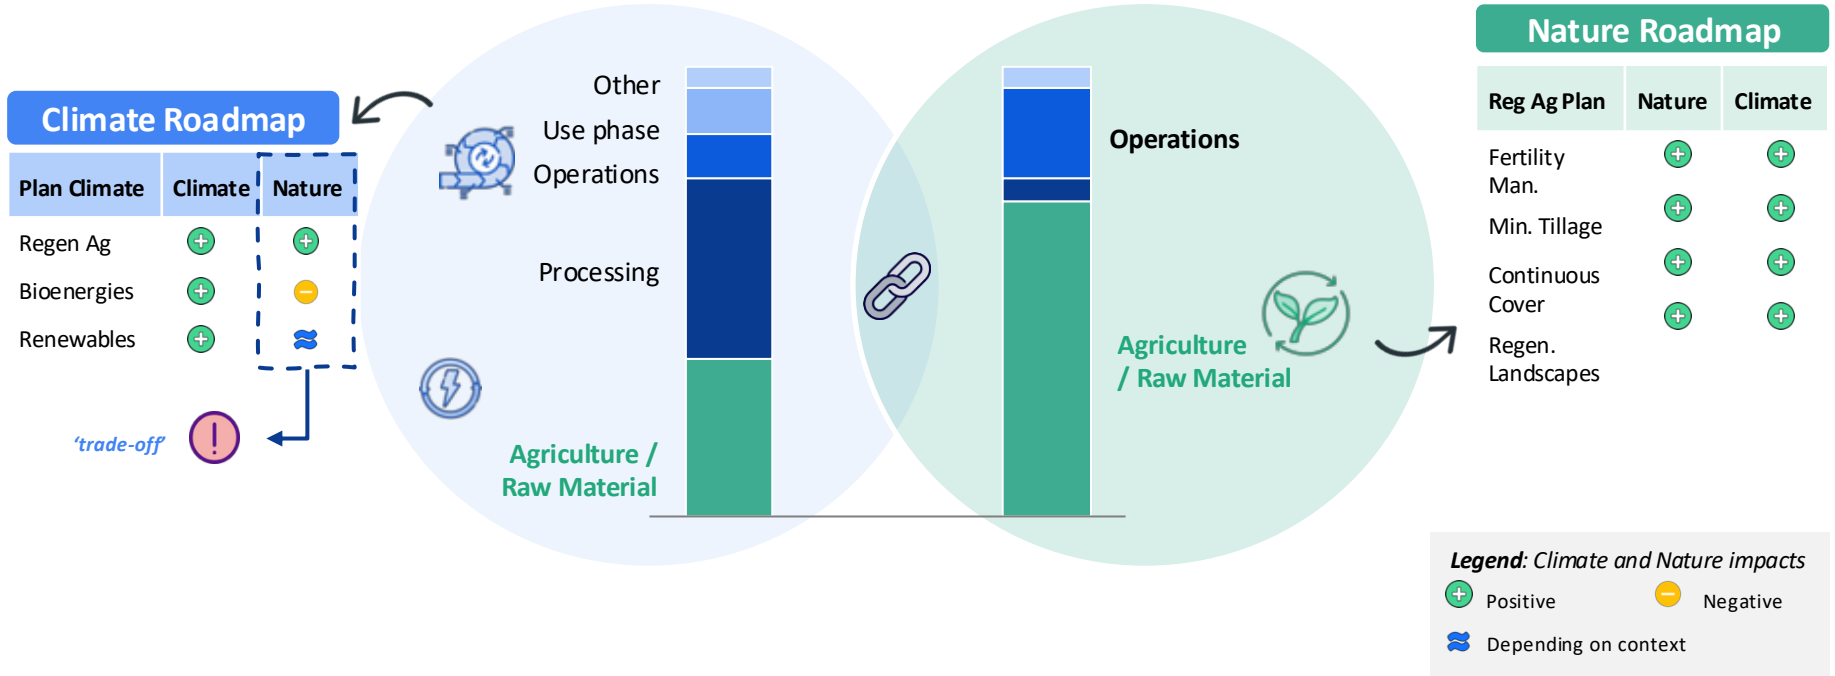 Climate Roadmap
Plan Climate Climate Nature
Regen Ag
Bioenergies
Renewables
'trade-off'
Other
Use phase
Operations
Processing
Agriculture /
Raw Material
Operations
Agriculture
/ Raw Material
Nature Roadmap
Reg Ag Plan Nature Climate
Fertility
Man.
Min. Tillage
Continuous
Cover
Regen.
Landscapes
Legend: Climate and Nature impacts
Positive Negative
Depending on context